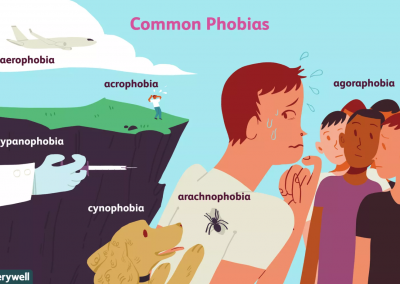 Common Phobias
aerophobia
acrophobia
agoraphobia
ypanophobia
arachnophobia
cynophobia
erywell